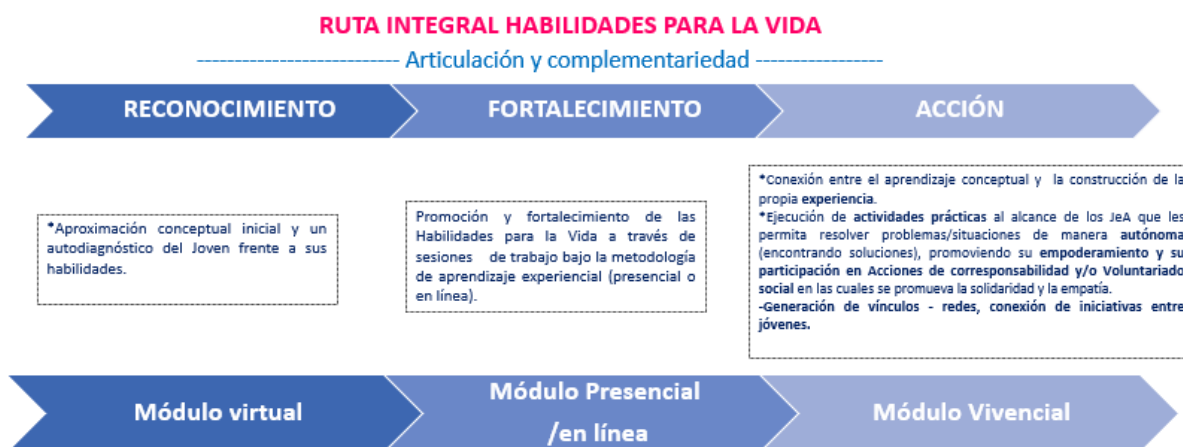 RUTA INTEGRAL HABILIDADES PARA LA VIDA
--------------------------- Articulación y complementariedad -----------------
RECONOCIMIENTO
FORTALECIMIENTO
ACCIÓN
*Aproximación conceptual inicial y un
autodiagnóstico del Joven frente a sus
habilidades.
Promoción y fortalecimiento de las
Habilidades para la Vida a través de
sesiones de trabajo bajo la metodología
de aprendizaje experiencial (presencial o
en línea).
*Conexión entre el aprendizaje conceptual y la construcción de la
propia experiencia.
*Ejecución de actividades prácticas al alcance de los JeA que les
permita resolver problemas/situaciones de manera autónoma
(encontrando soluciones), promoviendo su empoderamiento y su
participación en Acciones de corresponsabilidad y/o Voluntariado
social en las cuales se promueva la solidaridad y la empatía.
-Generación de vínculos - redes, conexión de iniciativas entre
jóvenes.
Módulo virtual
Módulo Presencial
/en línea
Módulo Vivencial